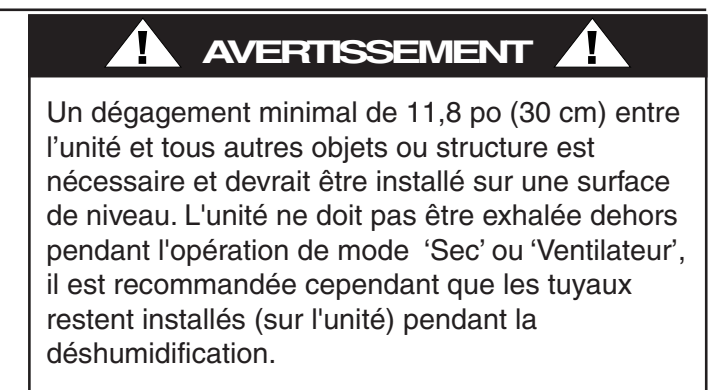 ! AVERTISSEMENT !
Un dégagement minimal de 11,8 po (30 cm) entre
l’unité et tous autres objets ou structure est
nécessaire et devrait être installé sur une surface
de niveau. L'unité ne doit pas être exhalée dehors
pendant l'opération de mode ‘Sec’ ou ‘Ventilateur’,
il est recommandée cependant que les tuyaux
restent installés (sur l'unité) pendant la
déshumidification.